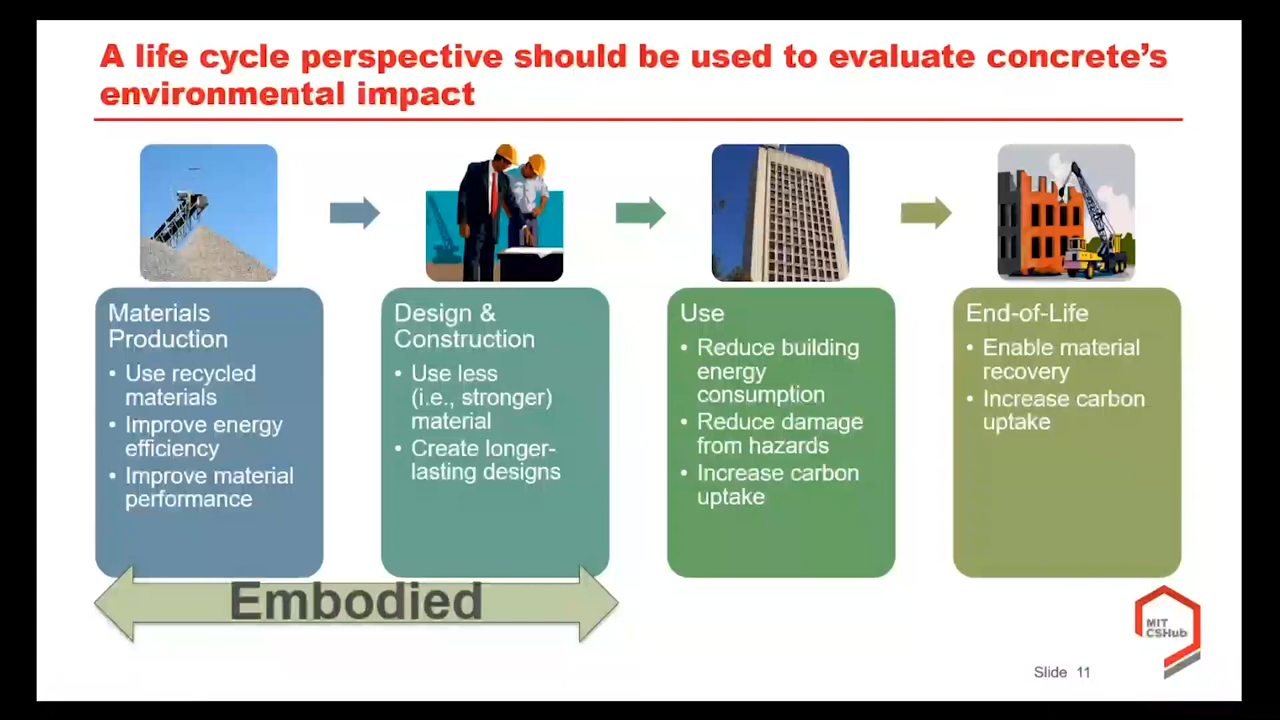 A life cycle perspective should be used to evaluate concrete's
environmental impact
Materials
Production
• Use recycled
materials
• Improve energy
efficiency
• Improve material
performance
Design &
Construction
• Use less
(i.e., stronger)
material
• Create longer-
lasting designs
Use
• Reduce building
energy
consumption
• Reduce damage
from hazards
• Increase carbon
uptake
End-of-Life
• Enable material
recovery
• Increase carbon
uptake
Embodied
MIT
CSHub
Slide 11